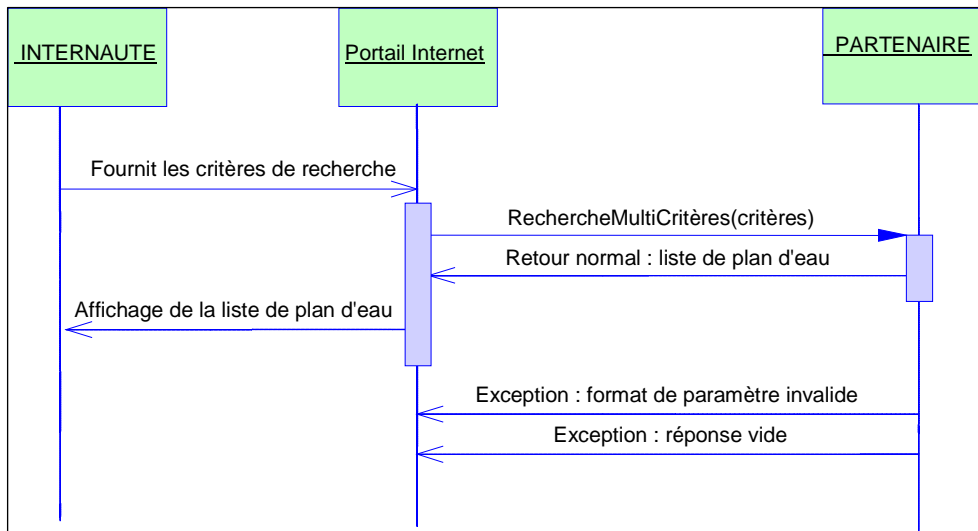 INTERNAUTE
Portail Internet
PARTENAIRE
Fournit les critères de recherche
RechercheMultiCritères(critères)
Retour normal : liste de plan d'eau
Affichage de la liste de plan d'eau
Exception : format de paramètre invalide
Exception : réponse vide